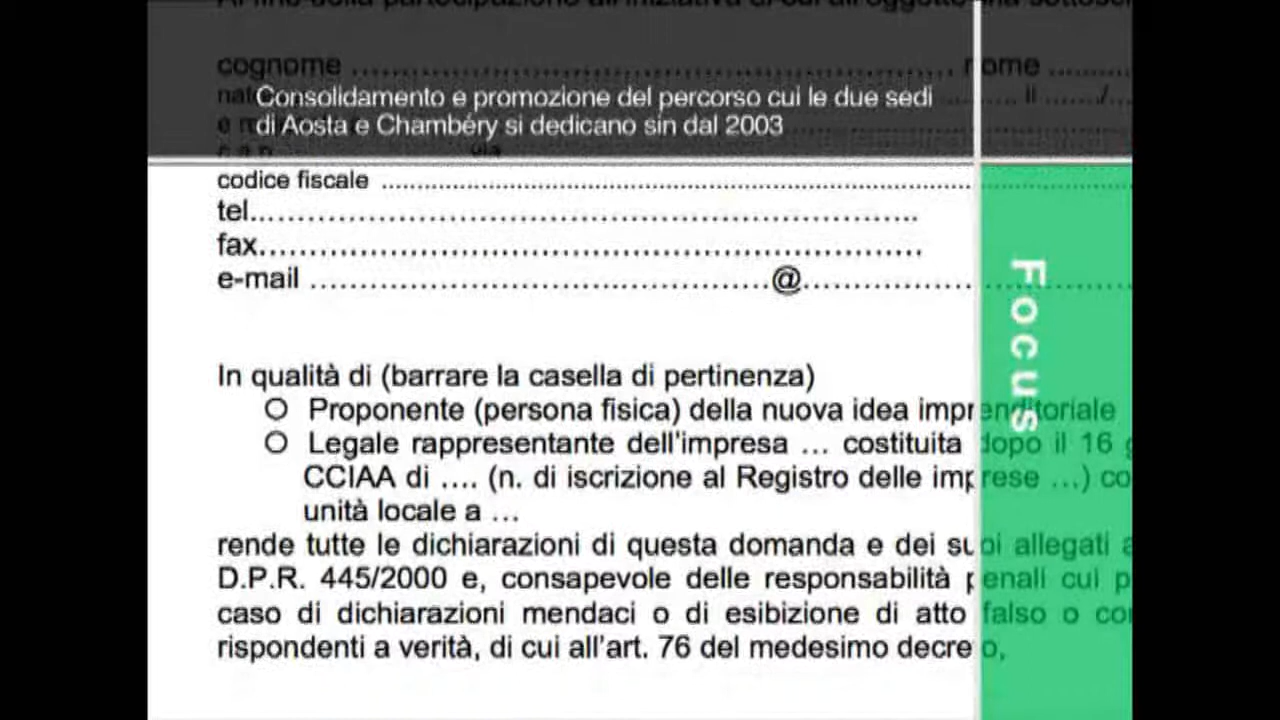 cognome ................ nome ..........
Consolidamento e promozione del percorso cui le due sedi
di Aosta e Chambéry si dedicano sin dal 2003
codice fiscale ................
tel................
fax................
e-mail ................@................
Focus
In qualità di (barrare la casella di pertinenza)
O Proponente (persona fisica) della nuova idea imprenditoriale
O Legale rappresentante dell'impresa … costituita dopo il 16
CCIAA di …. (n. di iscrizione al Registro delle imprese …) co
unità locale a …
rende tutte le dichiarazioni di questa domanda e dei suoi allegati a
D.P.R. 445/2000 e, consapevole delle responsabilità penali cui p
caso di dichiarazioni mendaci o di esibizione di atto falso o co
rispondenti a verità, di cui all'art. 76 del medesimo decreto,